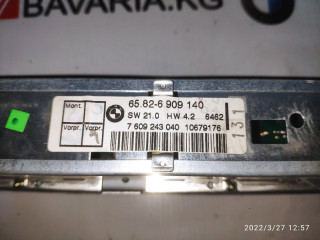 BAVARIA.KG
Mont.
Vorpr.
Vorpr.
65.82-6 909 140
SW 21.0 HW 4.2 6462
7 609 243 040 10679176
131
2022/3/27 12:57